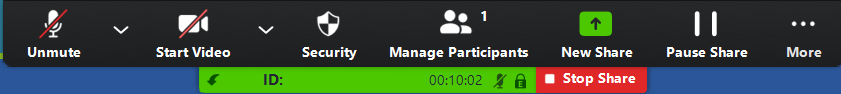 1
Unmute Start Video Security Manage Participants New Share Pause Share More
ID: 00:10:02 E Stop Share